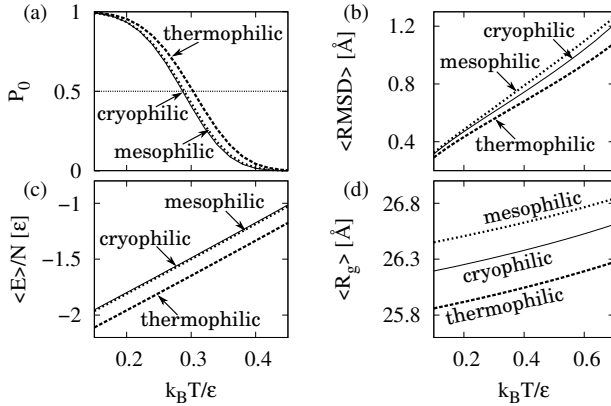 (a)
1
0.5
0
P0
thermophilic
cryophilic
mesophilic
(b)
1.2
0.8
0.4
<RMSD> [Å]
cryophilic
mesophilic
thermophilic
(c)
-1
-1.5
-2
<E>/N [ε]
mesophilic
cryophilic
thermophilic
0.2 0.3 0.4
kBT/ε
(d)
26.8
26.3
25.8
<Rg> [Å]
mesophilic
cryophilic
thermophilic
0.2 0.4 0.6
kBT/ε